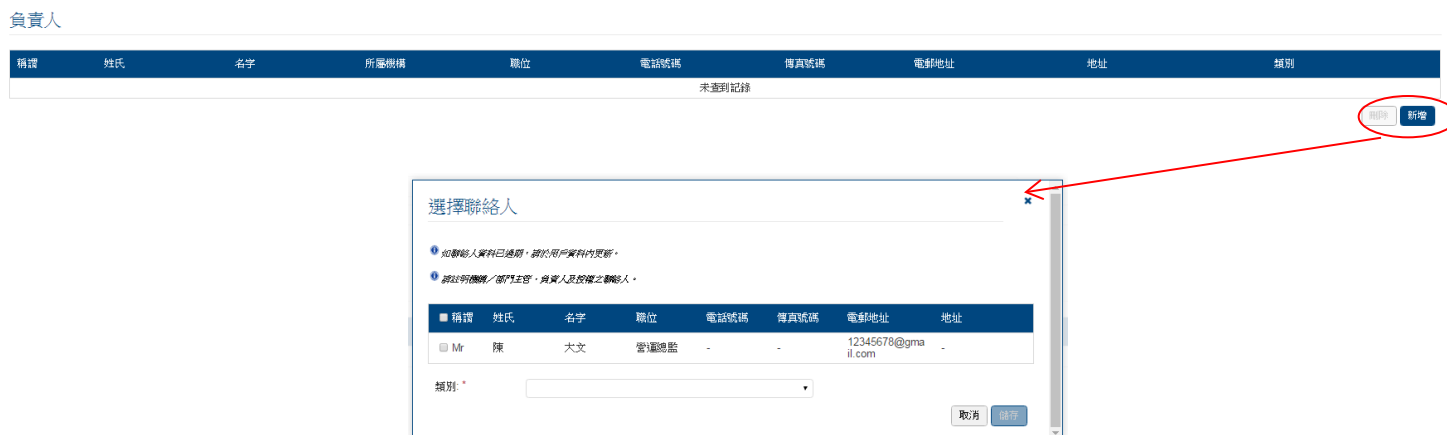 負責人
稱謂 姓氏 名字 所屬機構 職位 電話號碼 傳真號碼 電郵地址 地址 類別
未查到記錄
刪除 新增
選擇聯絡人
如聯絡人資料已過期，請於用戶資料內更新。
請註明機構／部門主管、負責人及授權之聯絡人。
稱謂 姓氏 名字 職位 電話號碼 傳真號碼 電郵地址 地址
Mr 陳 大文 營運總監 - - 12345678@gma -
il.com
類別: *
取消 儲存